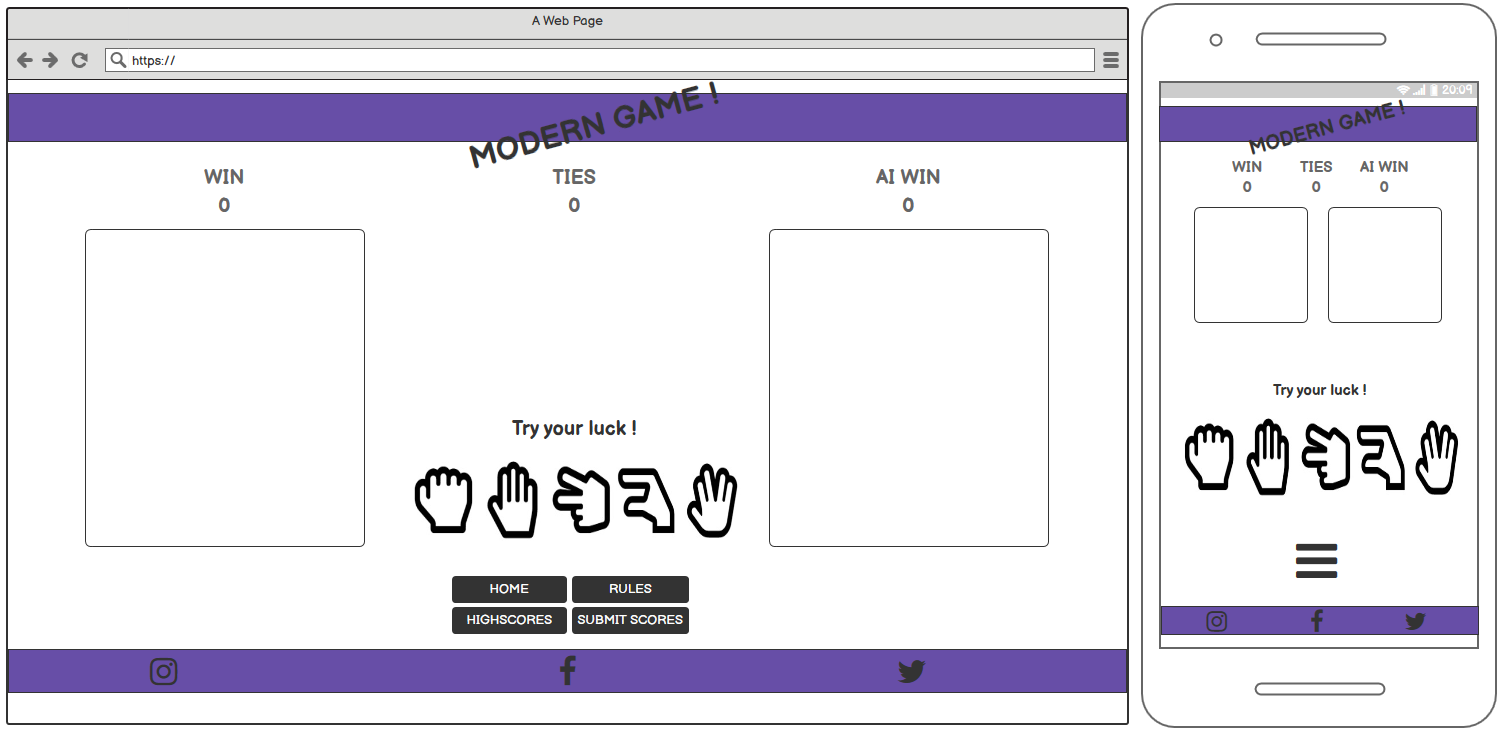 A Web Page
https://
MODERN GAME !
WIN TIES AI WIN
0 0 0
Try your luck !
HOME RULES
HIGHSCORES SUBMIT SCORES
20:09
MODERN GAME !
WIN TIES AI WIN
0 0 0
Try your luck !